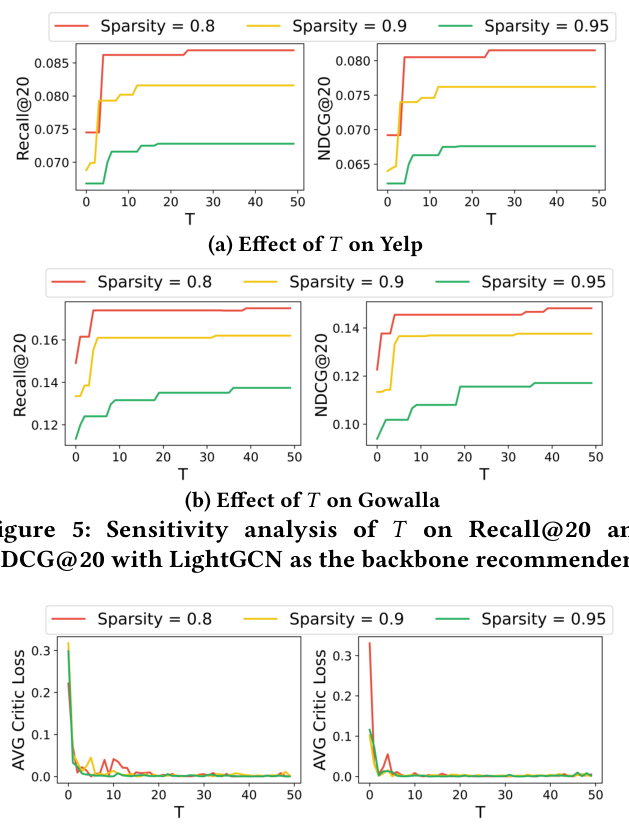 Sparsity = 0.8 Sparsity = 0.9 Sparsity = 0.95
Recall@20
0.085
0.080
0.075
0.070
0 10 20 30 40 50
T
NDCG@20
0.080
0.075
0.070
0.065
0 10 20 30 40 50
T
(a) Effect of T on Yelp
Sparsity = 0.8 Sparsity = 0.9 Sparsity = 0.95
Recall@20
0.16
0.14
0.12
0 10 20 30 40 50
T
NDCG@20
0.14
0.12
0.10
0 10 20 30 40 50
T
(b) Effect of T on Gowalla
igure 5: Sensitivity analysis of T on Recall@20 an
DCG@20 with LightGCN as the backbone recommender
Sparsity = 0.8 Sparsity = 0.9 Sparsity = 0.95
AVG Critic Loss
0.3
0.2
0.1
0.0
0 10 20 30 40 50
T
AVG Critic Loss
0.3
0.2
0.1
0.0
0 10 20 30 40 50
T